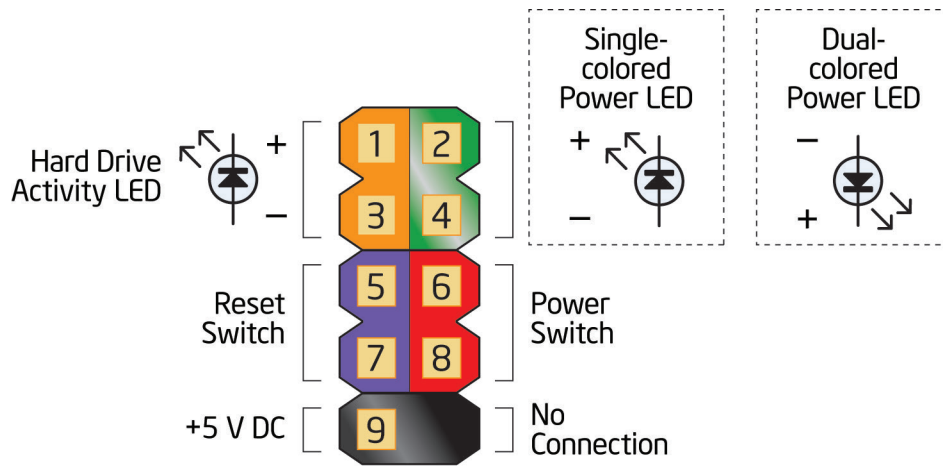 Single-
colored
Power LED
Dual-
colored
Power LED
Hard Drive
Activity LED
+
−
1
2
3
4
+
−
−
+
Reset
Switch
5
6
7
8
Power
Switch
+5 V DC
9
No
Connection